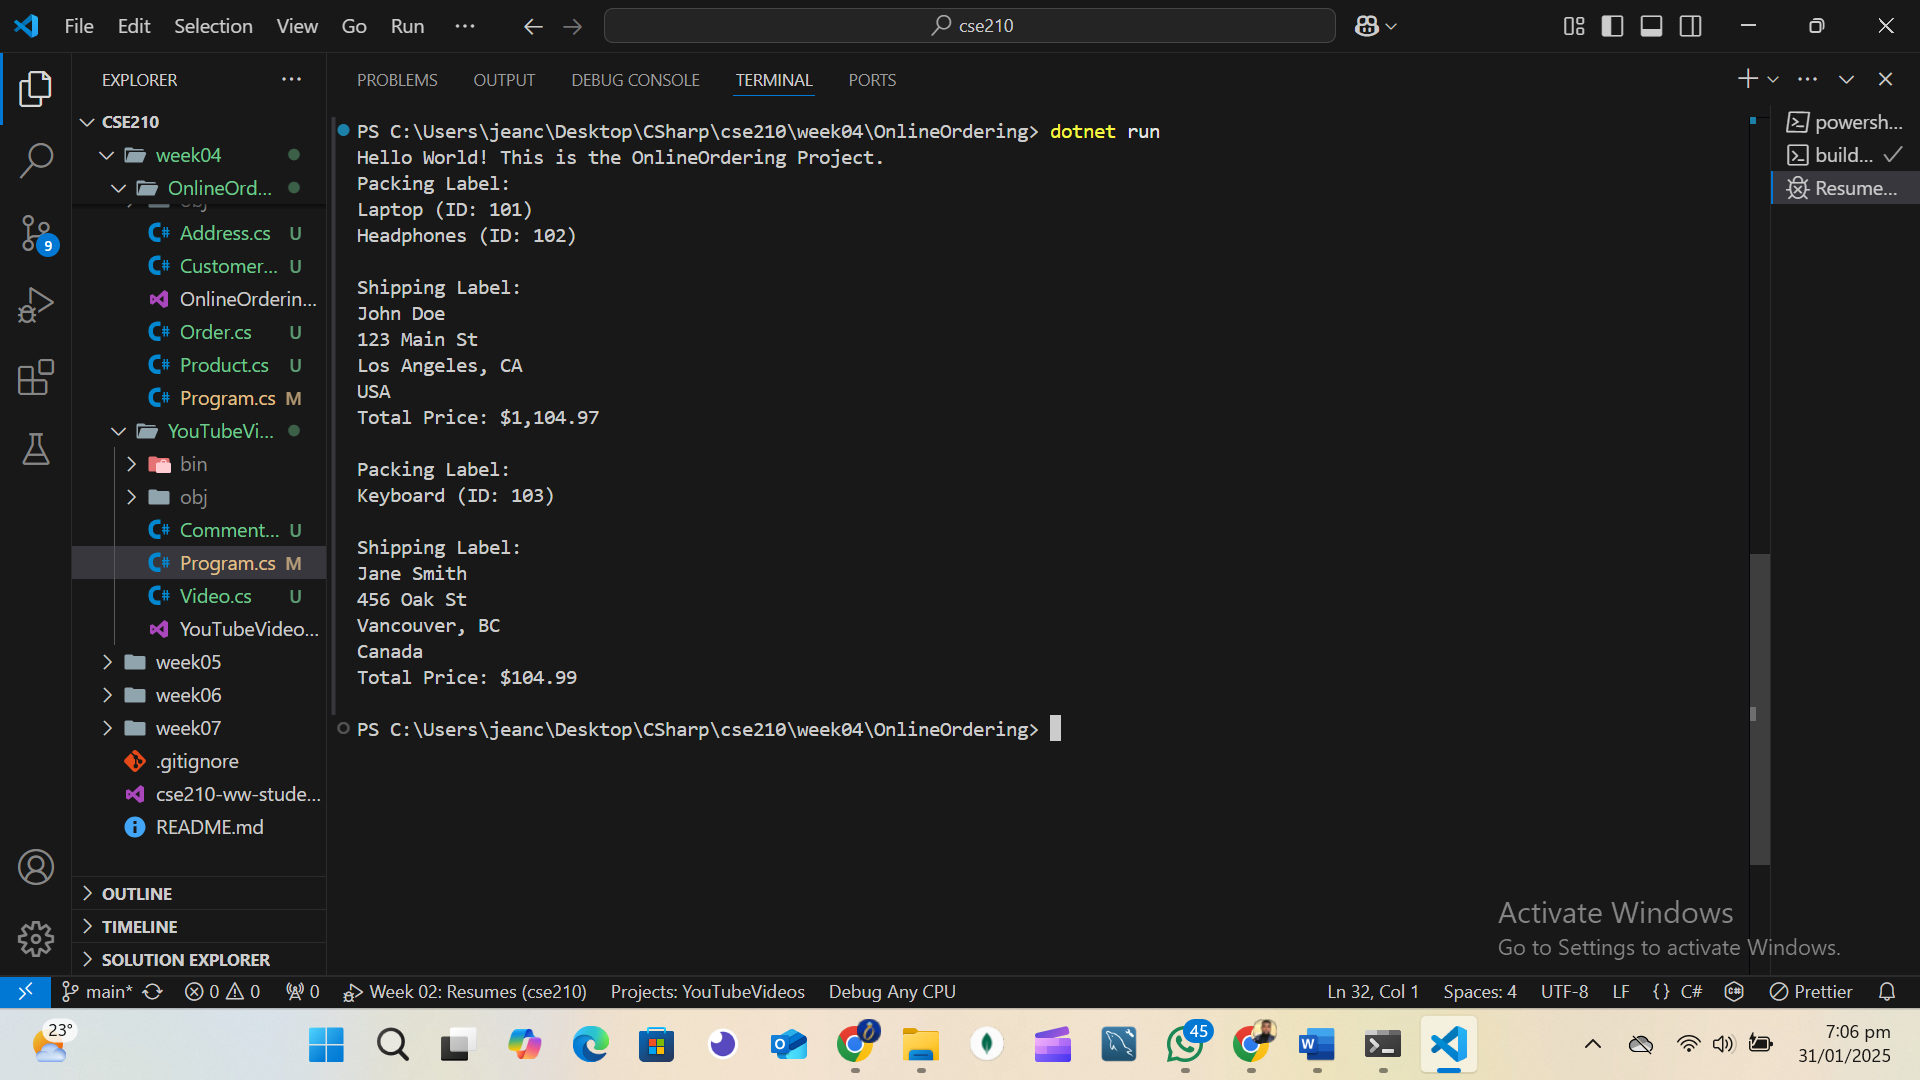 File Edit Selection View Go Run ...
cse210
EXPLORER
PROBLEMS OUTPUT DEBUG CONSOLE TERMINAL PORTS
CSE210
week04
OnlineOrd...
Address.cs U
Customer... U
OnlineOrderin...
Order.cs U
Product.cs U
Program.cs M
YouTubeVi...
bin
obj
Comment... U
Program.cs M
Video.cs U
YouTubeVideo...
week05
week06
week07
.gitignore
cse210-ww-stude...
README.md
OUTLINE
TIMELINE
SOLUTION EXPLORER
9
PS C:\Users\jeanc\Desktop\CSharp\cse210\week04\OnlineOrdering> dotnet run
Hello World! This is the OnlineOrdering Project.
Packing Label:
Laptop (ID: 101)
Headphones (ID: 102)
Shipping Label:
John Doe
123 Main St
Los Angeles, CA
USA
Total Price: $1,104.97
Packing Label:
Keyboard (ID: 103)
Shipping Label:
Jane Smith
456 Oak St
Vancouver, BC
Canada
Total Price: $104.99
PS C:\Users\jeanc\Desktop\CSharp\cse210\week04\OnlineOrdering>
powersh...
build...
Resume...
Activate Windows
Go to Settings to activate Windows.
main* 0 0 0 Week 02: Resumes (cse210) Projects: YouTubeVideos Debug Any CPU Ln 32, Col 1 Spaces: 4 UTF-8 LF {} C# Prettier
23°
45
7:06 pm
31/01/2025